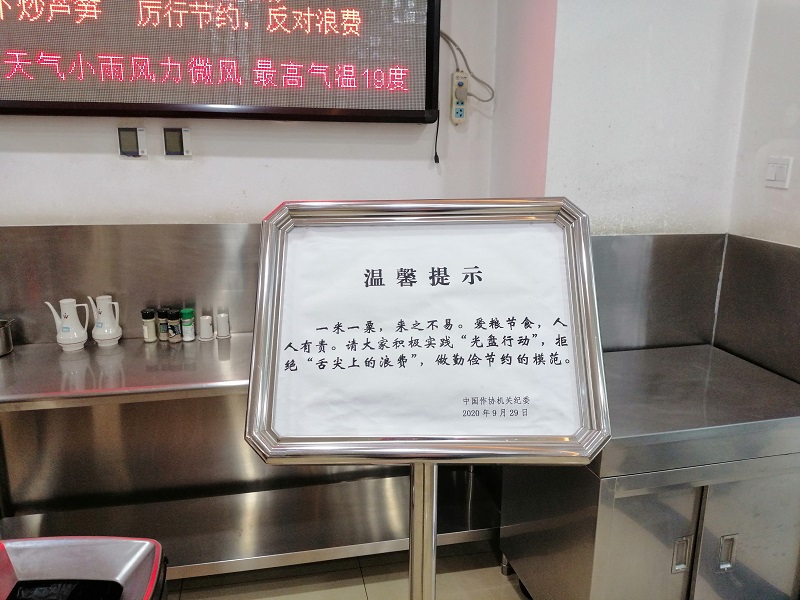 炒芦笋 厉行节约，反对浪费
天气小雨风力微风 最高气温19度
温馨提示
一米一粟，来之不易。爱粮节食，人
人有贵。请大家积极实践“光盘行动”，拒
绝“舌尖上的浪费”，做勤俭节约的模范。
中国作协机关纪委
2020年9月29日